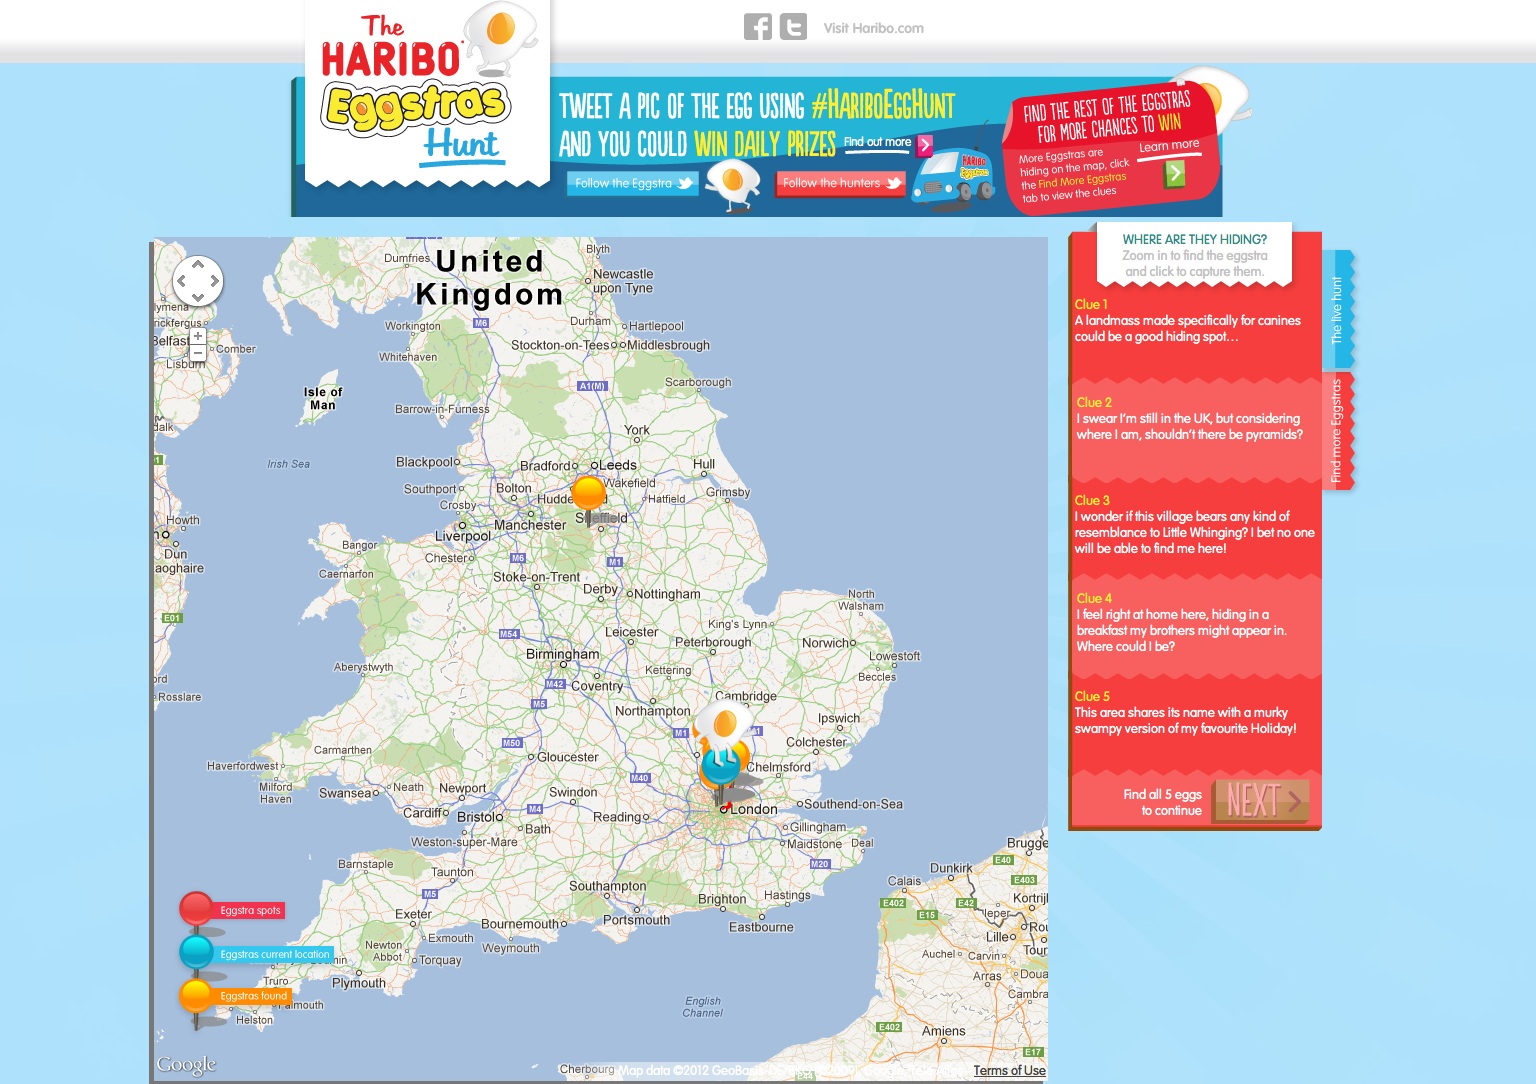 The
HARIBO
Eggstras
Hunt
Visit Haribo.com
TWEET A PIC OF THE EGG USING #HARIBOEGGHUNT
AND YOU COULD WIN DAILY PRIZES Find out more
Follow the Eggstra
Follow the hunters
HARIBO
Eggstras
FIND THE REST OF THE EGGSTRAS
FOR MORE CHANCES TO WIN
More Eggstras are
hiding on the map, click
the Find More Eggstras
tab to view the clues
Learn more
WHERE ARE THEY HIDING?
Zoom in to find the eggstra
and click to capture them.
Clue 1
A landmass made specifically for canines
could be a good hiding spot...
Clue 2
I swear I'm still in the UK, but considering
where I am, shouldn't there be pyramids?
Clue 3
I wonder if this village bears any kind of
resemblance to Little Whinging? I bet no one
will be able to find me here!
Clue 4
I feel right at home here, hiding in a
breakfast my brothers might appear in.
Where could I be?
Clue 5
This area shares its name with a murky
swampy version of my favourite Holiday!
Find all 5 eggs
to continue
NEXT
The live hunt
Find more Eggstras
United
Kingdom
Dumfries
Blyth
Newcastle
upon Tyne
Workington
M6
Durham
Hartlepool
Whitehaven
Stockton-on-Tees
Middlesbrough
Belfast
Comber
Lisburn
Isle of
Man
A1(M)
Scarborough
Barrow-in-Furness
York
Irish Sea
Blackpool
Bradford
Leeds
Hull
Southport
Bolton
Wakefield
Hatfield
Grimsby
Crosby
Manchester
Sheffield
Liverpool
Howth
Dun
aoghaire
Bangor
Chester
M6
M1
Caernarfon
Stoke-on-Trent
Derby
Nottingham
North
Walsham
E01
M54
Leicester
King's Lynn
Peterborough
Norwich
Birmingham
Lowestoft
Aberystwyth
Kettering
Beccles
M42
Coventry
Rosslare
M5
Cambridge
Northampton
Ipswich
M1
M50
Carmarthen
Gloucester
Colchester
Haverfordwest
Chelmsford
Milford
Haven
M40
Swansea
Neath
Newport
Swindon
Cardiff
Bristol
M4
Reading
London
Southend-on-Sea
Bath
Gillingham
Weston-super-Mare
Maidstone
Deal
Barnstaple
M20
Taunton
Brugge
Dunkirk
E40
M5
Southampton
Calais
E403
Exeter
Brighton
Hastings
E402
E42
Kortrij
Bournemouth
Portsmouth
E15
Ieper
Eastbourne
Exmouth
Weymouth
Lille
Newton
Abbot
Torquay
Auchel
Carvin
Tour
Plymouth
Arras
Doua
Truro
Cambra
Falmouth
Helston
English
Channel
E402
Amiens
E17
Cherbourg
Eggstra spots
Eggstras current location
Eggstras found
Google
Map data ©2012
Terms of Use